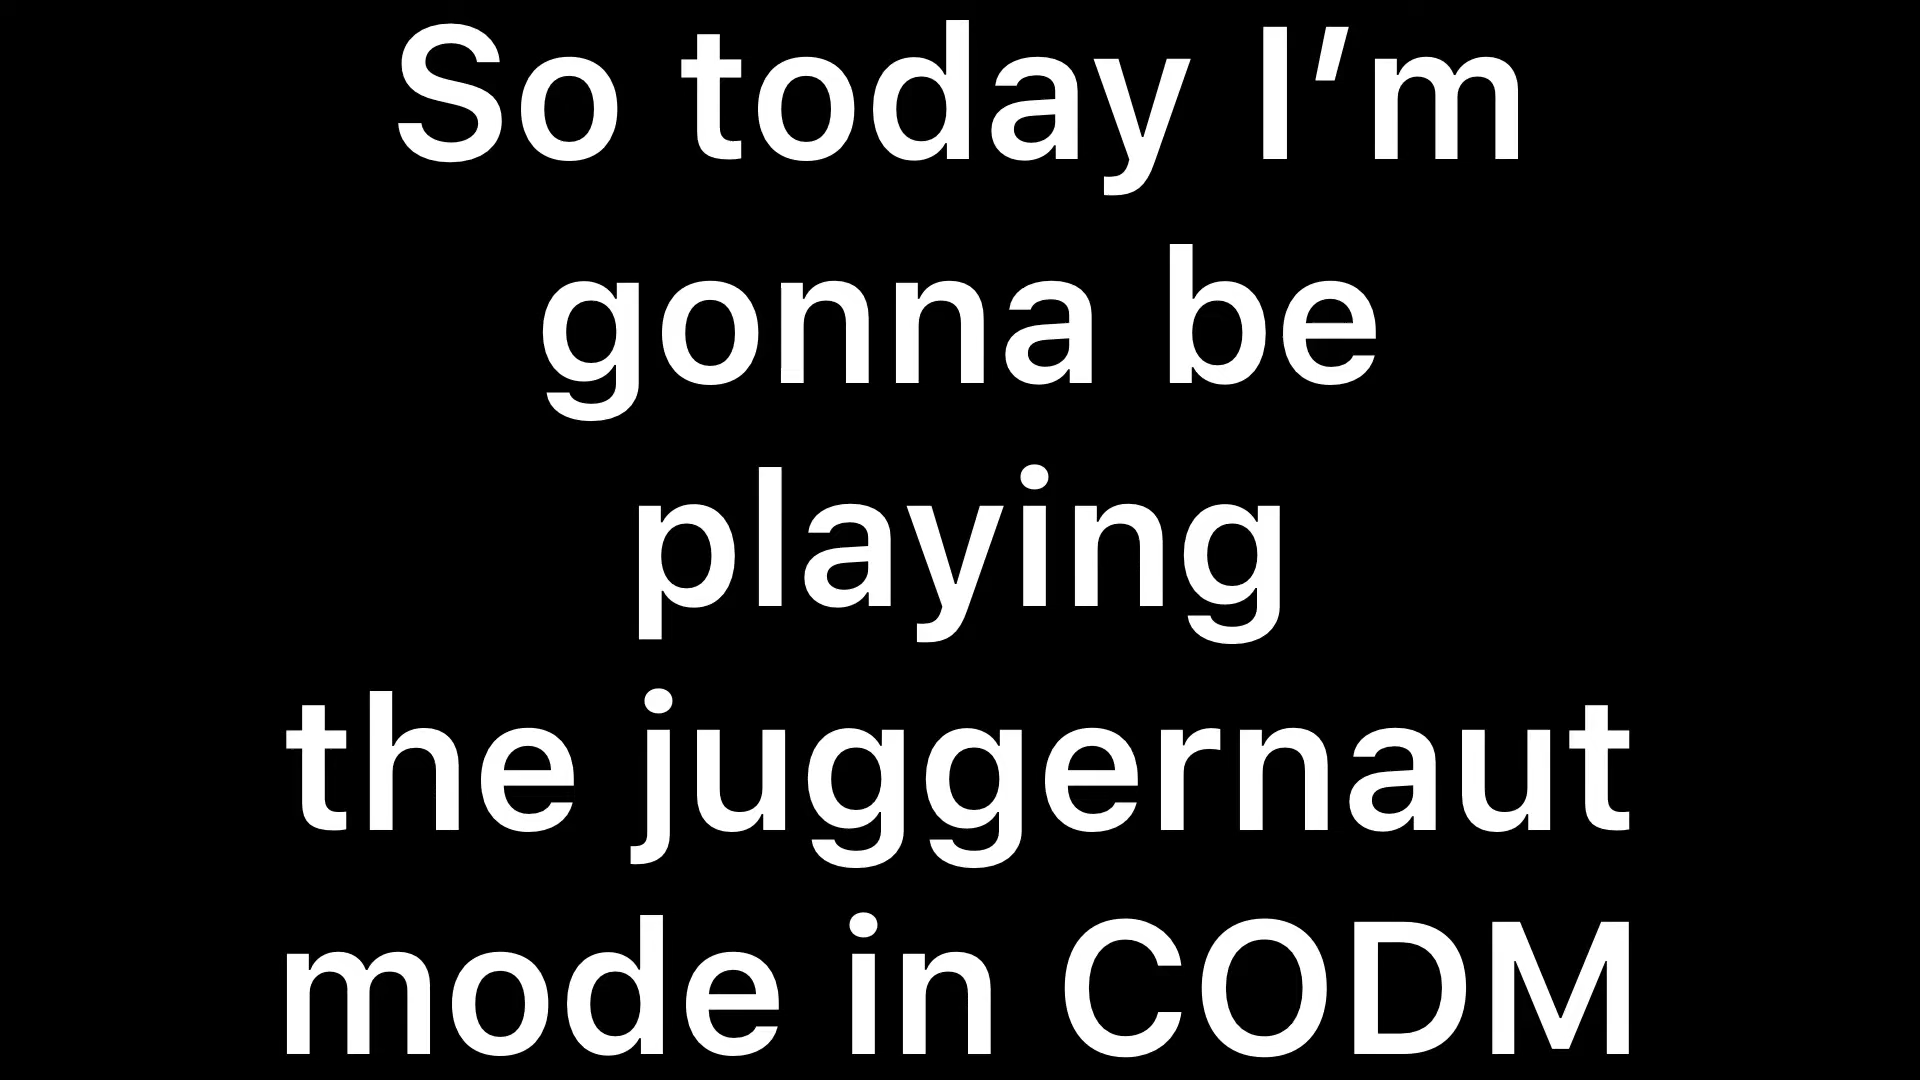 So today I’m
gonna be
playing
the juggernaut
mode in CODM